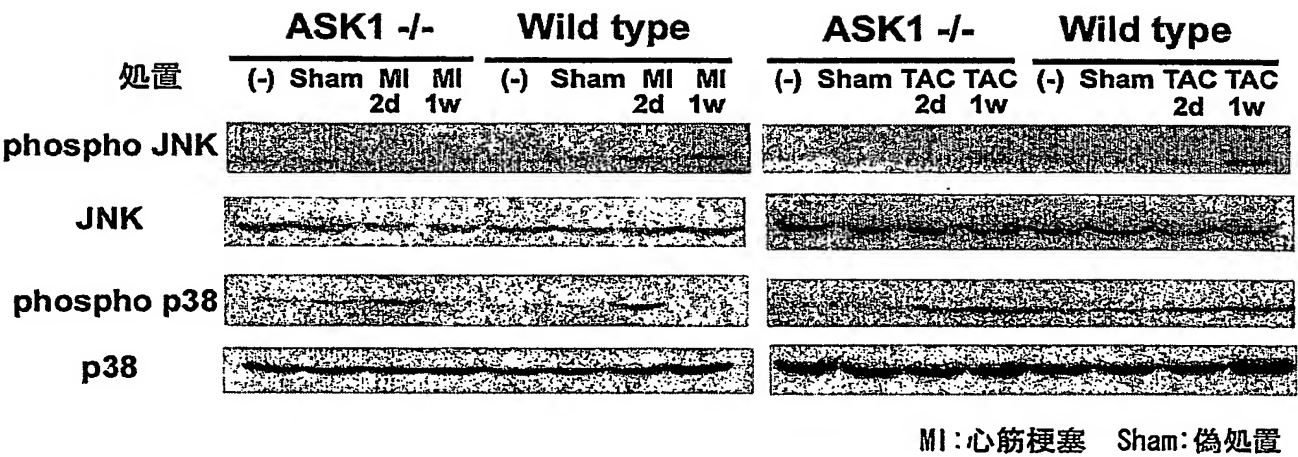 ASK1 -/- Wild type ASK1 -/- Wild type
処置 (-) Sham MI MI (-) Sham MI MI (-) Sham TAC TAC (-) Sham TAC TAC
2d 1w 2d 1w 2d 1w 2d 1w
phospho JNK
JNK
phospho p38
p38
MI:心筋梗塞 Sham:偽処置